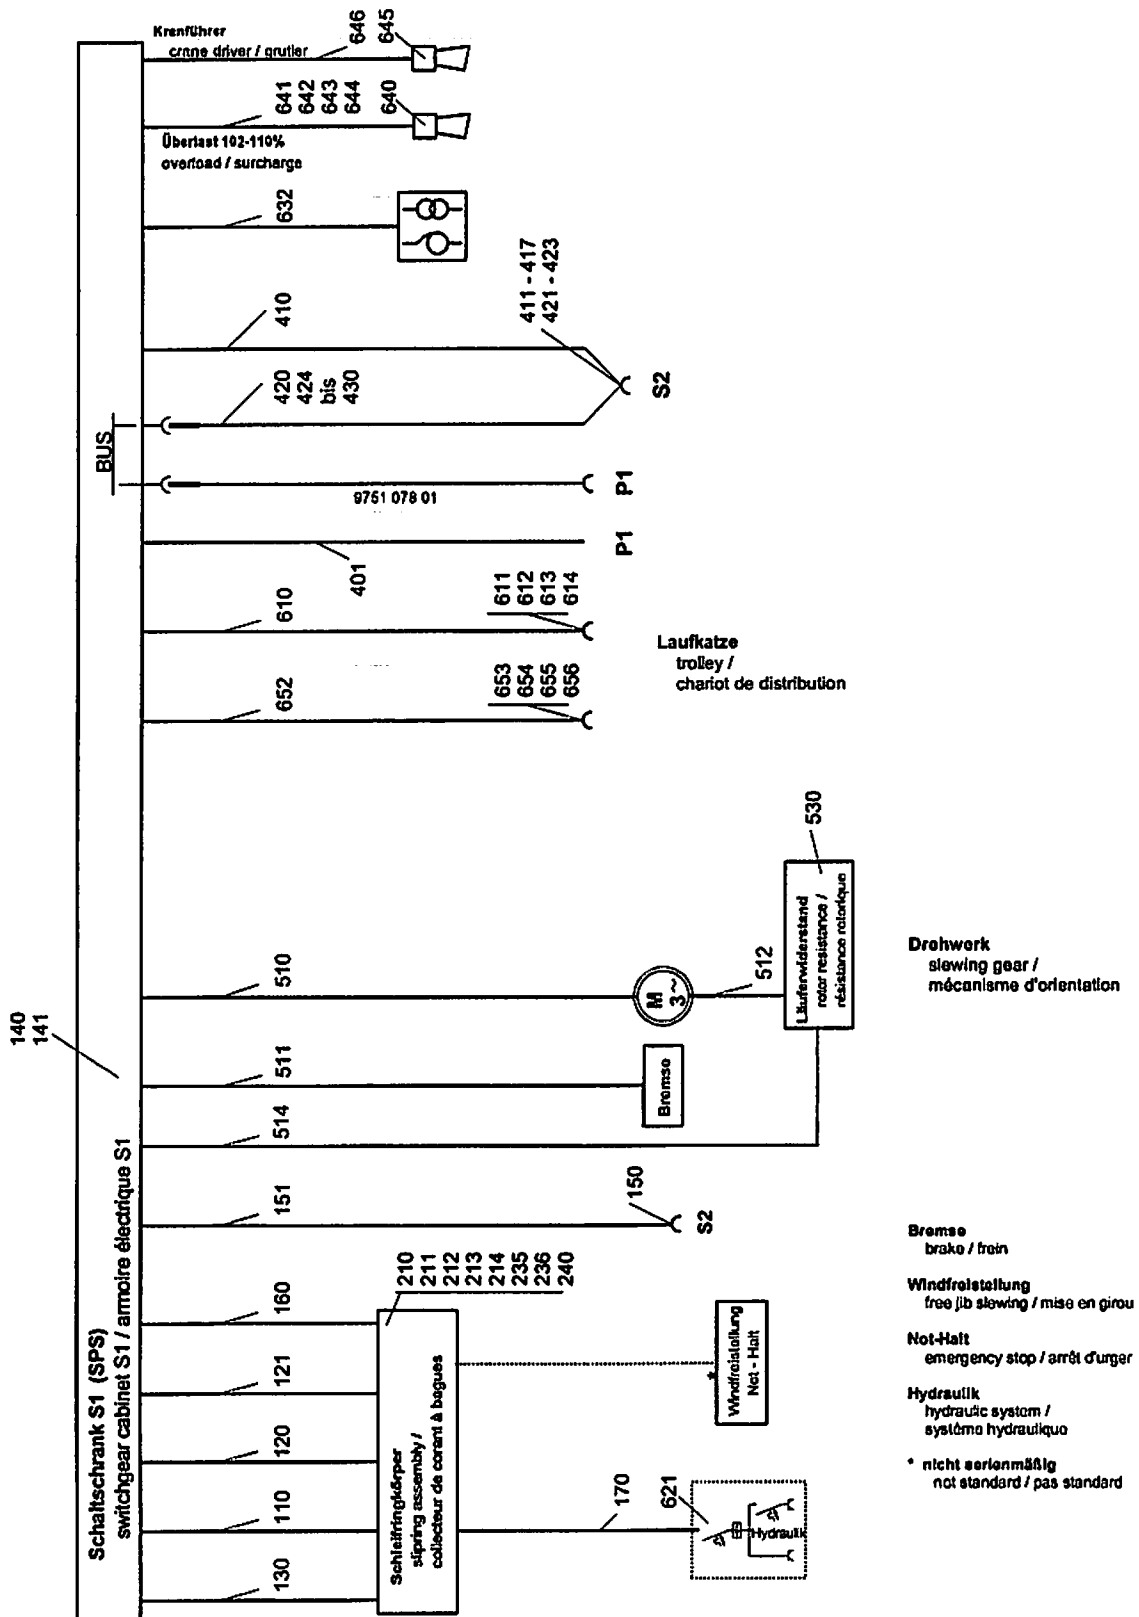 Krenführer
crane driver / grutier
646
645
641
642
643
644
640
Überlast 102-110%
overload / surcharge
632
410
411 - 417
421 - 423
420
424
bis
430
S2
BUS
9751 078 01
P1
P1
401
610
611
612
613
614
Laufkatze
trolley /
chariot de distribution
652
653
654
655
656
530
510
M
3~
512
Läuferwiderstand
rotor resistance /
résistance rotorique
Drehwerk
slewing gear /
mécanisme d'orientation
140
141
511
Bremse
514
151
150
S2
Schaltschrank S1 (SPS)
switchgear cabinet S1 / armoire électrique S1
160
121
120
110
130
210
211
212
213
214
235
236
240
Schleifringkörper
slipring assembly /
collecteur de corant à bagues
*
Windfreistellung
Not - Halt
170
621
Hydraulik
Bremse
brake / frein
Windfreistellung
free jib slewing / mise en girou
Not-Halt
emergency stop / arrêt d'urger
Hydraulik
hydraulic system /
système hydraulique
* nicht serienmäßig
not standard / pas standard